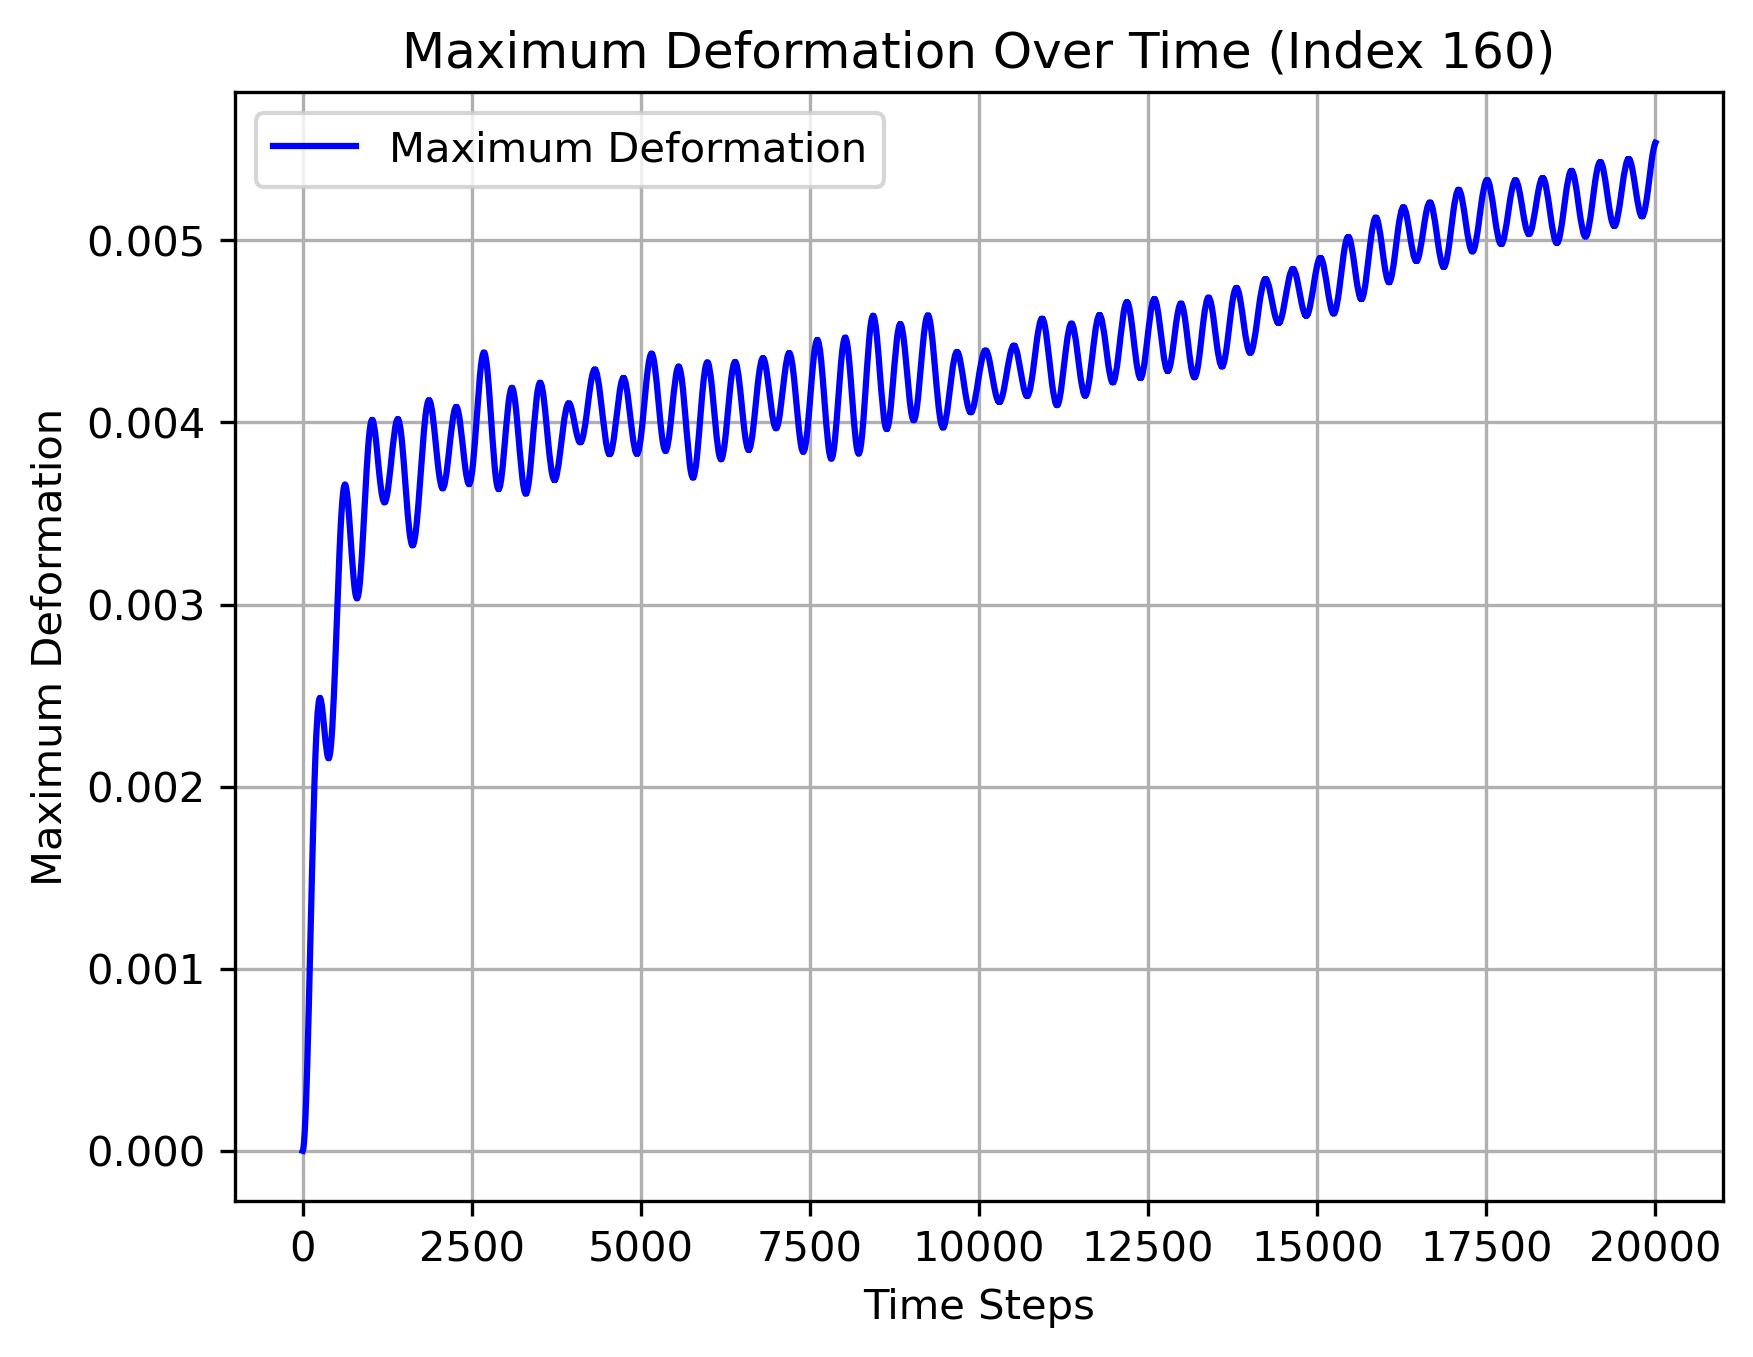 Maximum Deformation Over Time (Index 160)
Maximum Deformation
Maximum Deformation
0.005
0.004
0.003
0.002
0.001
0.000
0 2500 5000 7500 10000 12500 15000 17500 20000
Time Steps